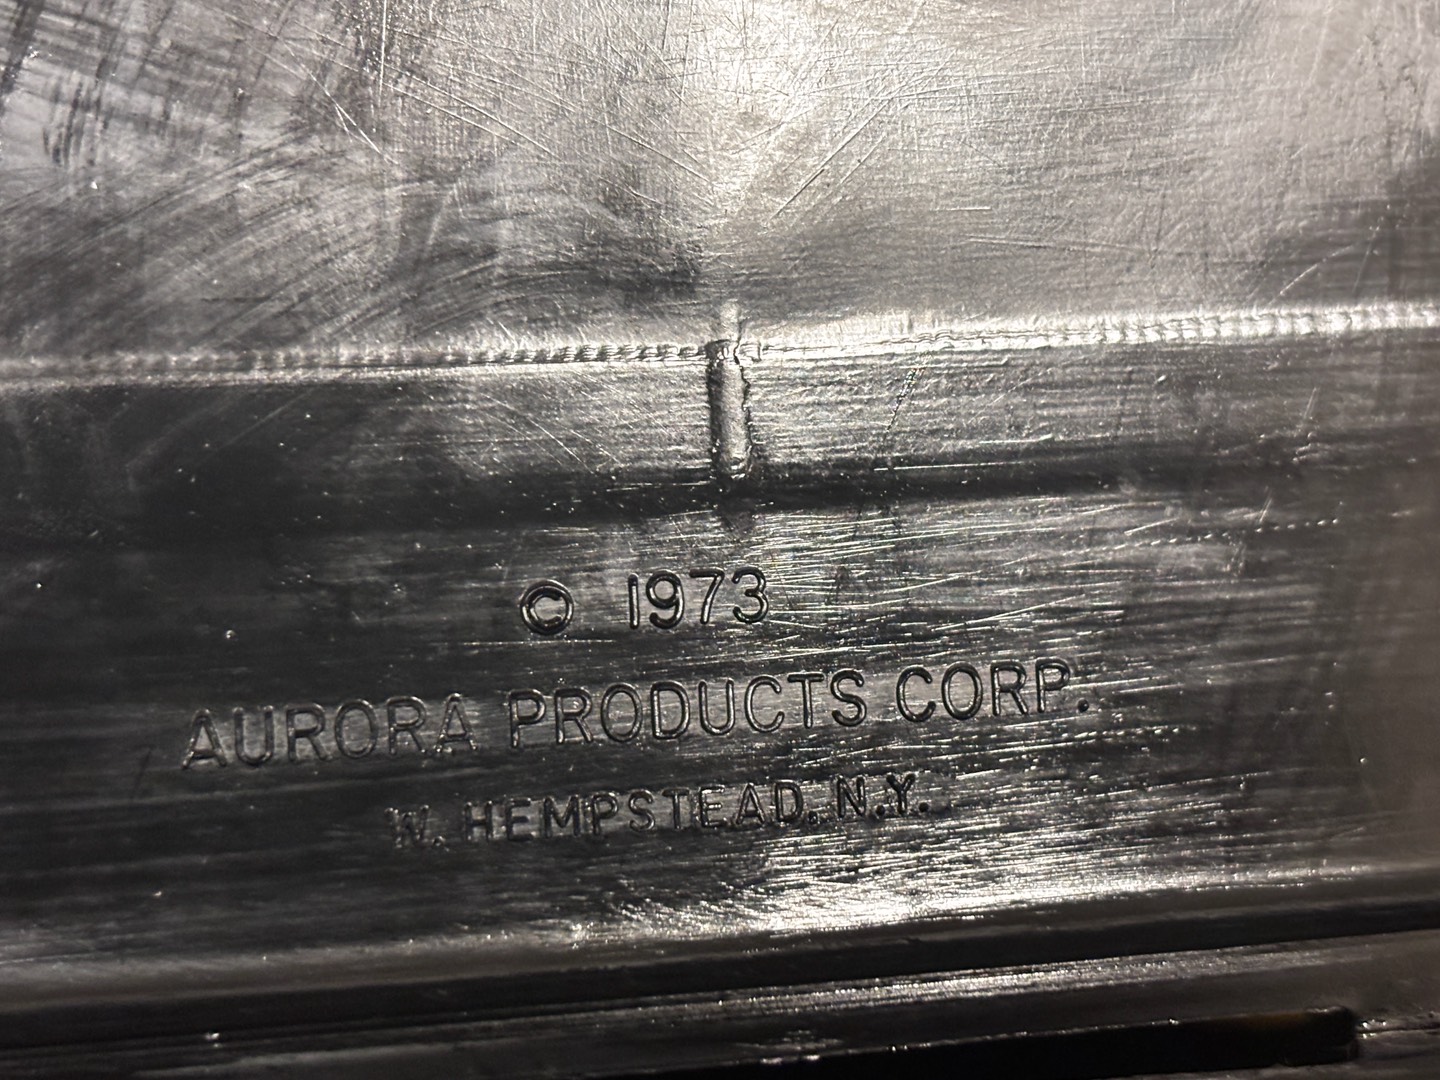 © 1973
AURORA PRODUCTS CORP.
W. HEMPSTEAD, N.Y.